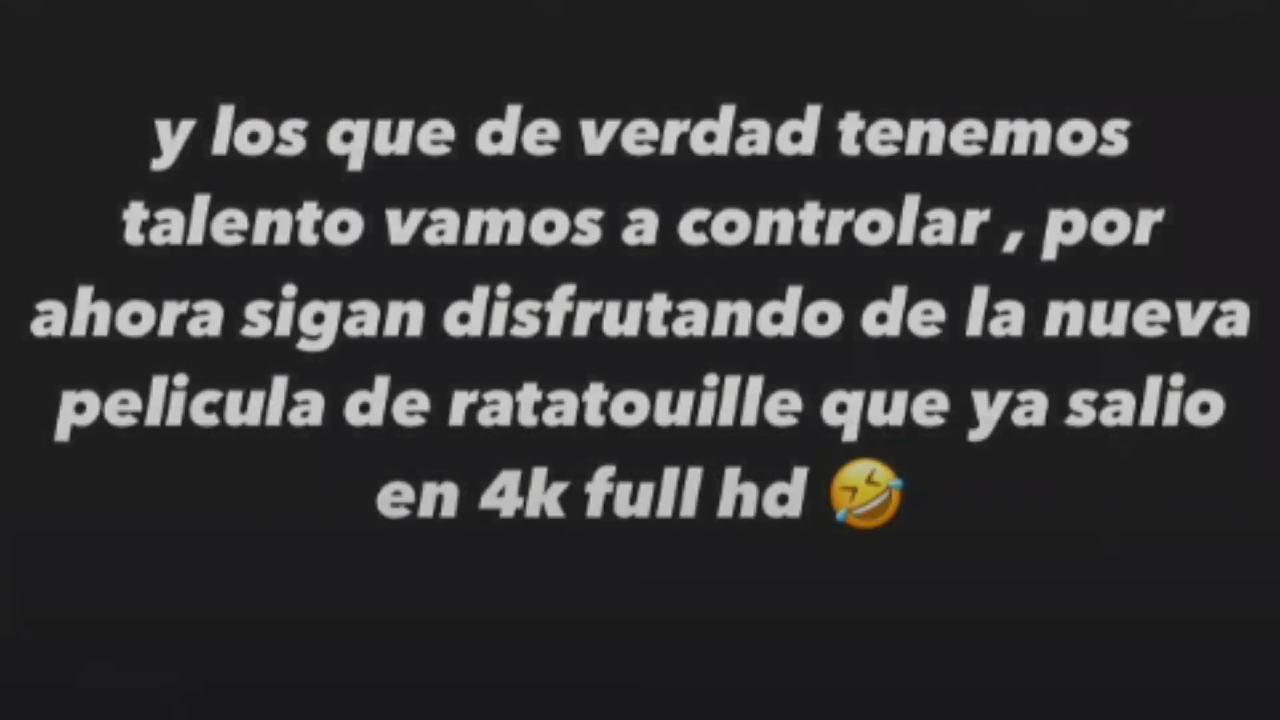 y los que de verdad tenemos
talento vamos a controlar , por
ahora sigan disfrutando de la nueva
pelicula de ratatouille que ya salio
en 4k full hd 🤣